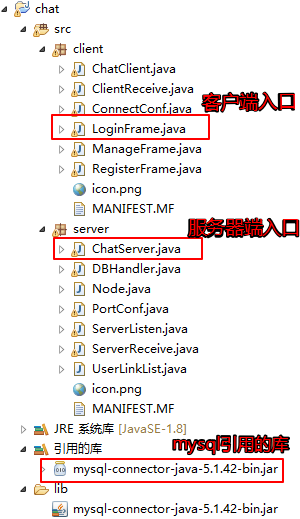 chat
src
client
ChatClient.java
ClientReceive.java
ConnectConf.java
客户端入口
LoginFrame.java
ManageFrame.java
RegisterFrame.java
icon.png
MANIFEST.MF
server
服务器端入口
ChatServer.java
DBHandler.java
Node.java
PortConf.java
ServerListen.java
ServerReceive.java
UserLinkList.java
icon.png
MANIFEST.MF
JRE 系统库 [JavaSE-1.8]
引用的库
mysql引用的库
mysql-connector-java-5.1.42-bin.jar
lib
mysql-connector-java-5.1.42-bin.jar